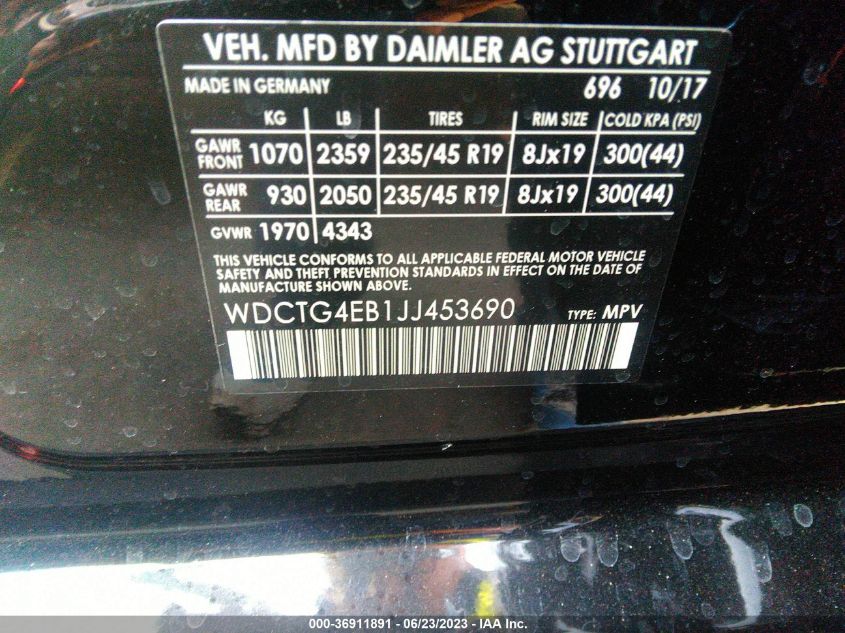 VEH. MFD BY DAIMLER AG STUTTGART
MADE IN GERMANY 696 10/17
KG LB TIRES RIM SIZE COLD KPA (PSI)
GAWR FRONT 1070 2359 235/45 R19 8Jx19 300(44)
GAWR REAR 930 2050 235/45 R19 8Jx19 300(44)
GVWR 1970 4343
THIS VEHICLE CONFORMS TO ALL APPLICABLE FEDERAL MOTOR VEHICLE
SAFETY AND THEFT PREVENTION STANDARDS IN EFFECT ON THE DATE OF
MANUFACTURE SHOWN ABOVE.
WDCTG4EB1JJ453690 TYPE: MPV
000-36911891 - 06/23/2023 - IAA Inc.